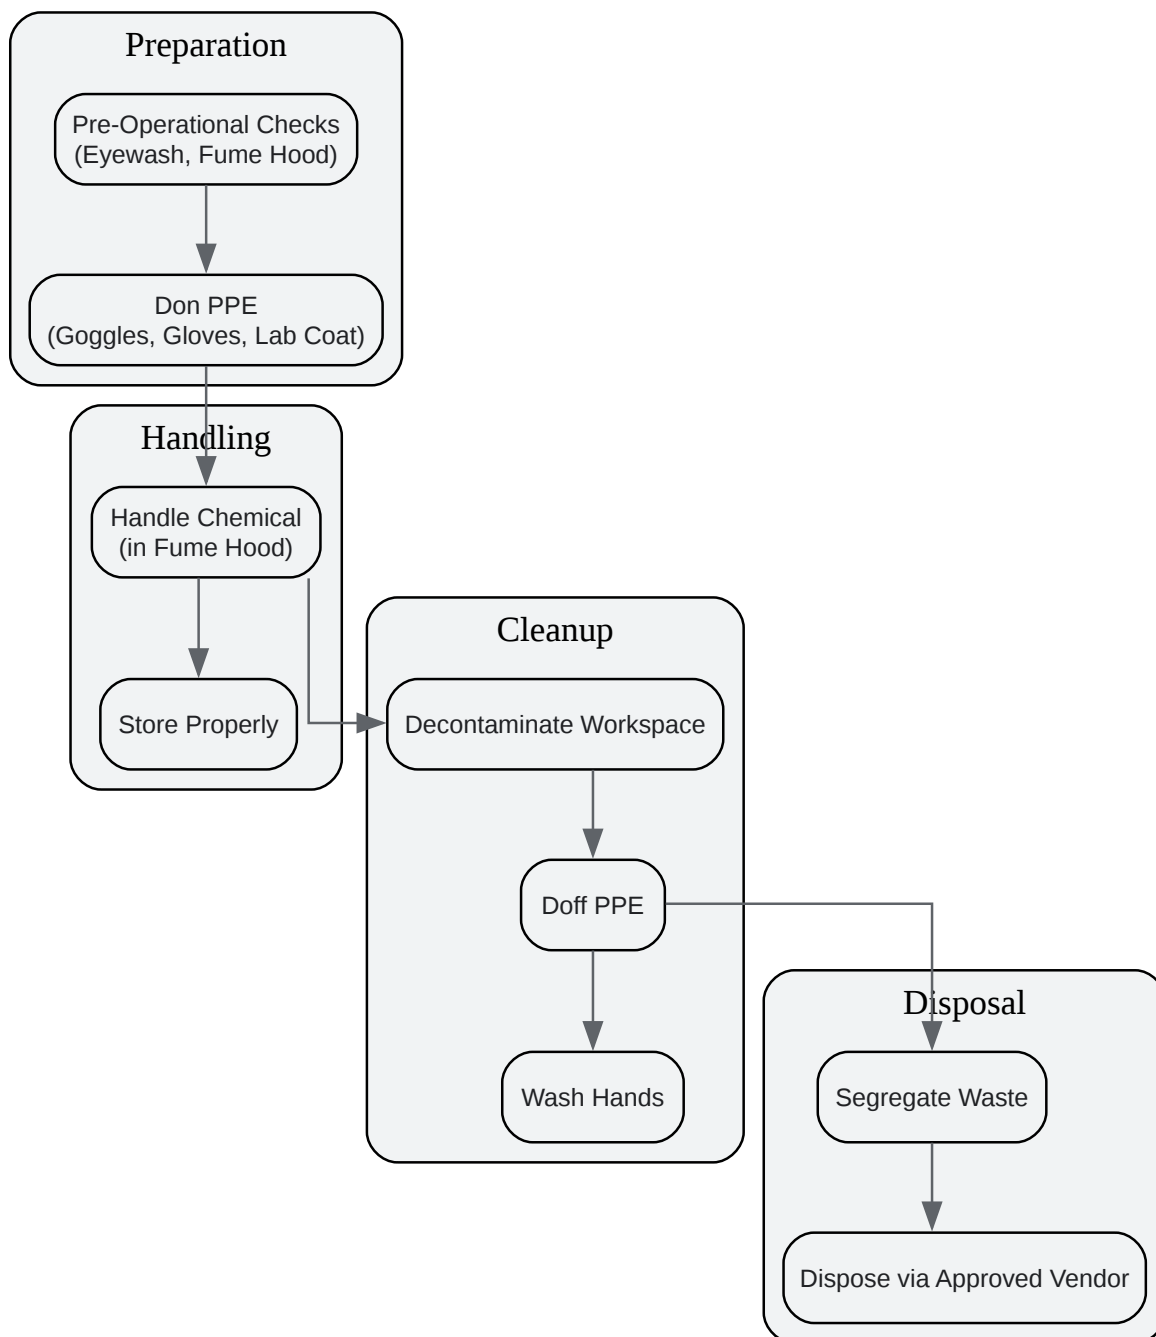 Preparation
Pre-Operational Checks
(Eyewash, Fume Hood)
Don PPE
(Goggles, Gloves, Lab Coat)
Handling
Handle Chemical
(in Fume Hood)
Store Properly
Cleanup
Decontaminate Workspace
Doff PPE
Wash Hands
Disposal
Segregate Waste
Dispose via Approved Vendor